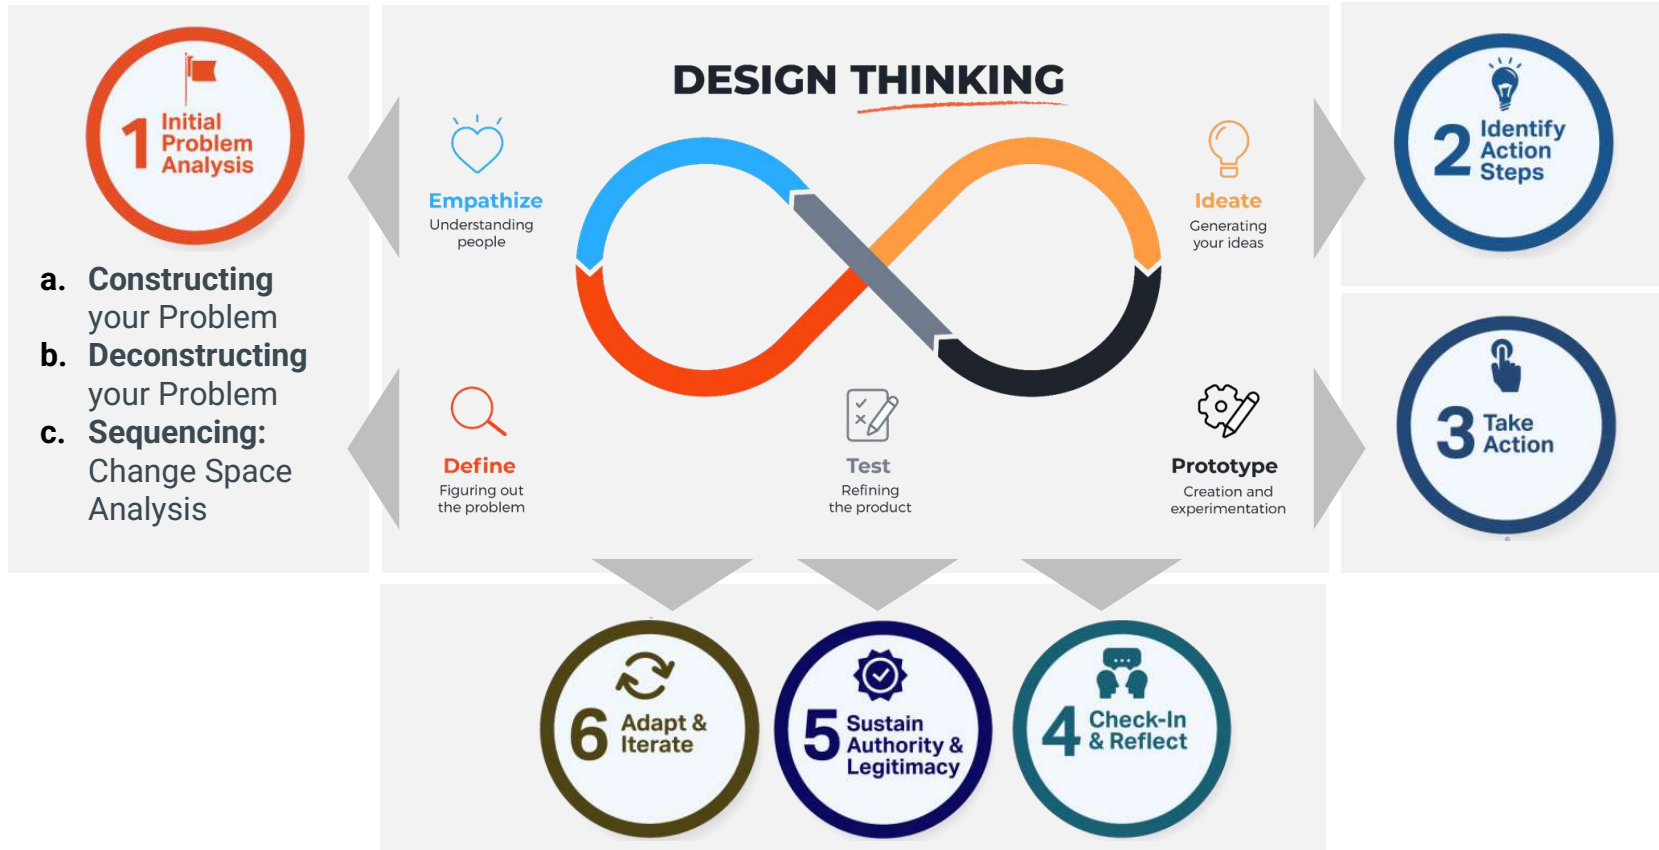 1 Initial
Problem
Analysis
a. Constructing
your Problem
b. Deconstructing
your Problem
c. Sequencing:
Change Space
Analysis
DESIGN THINKING
Empathize
Understanding
people
Ideate
Generating
your ideas
Define
Figuring out
the problem
Test
Refining
the product
Prototype
Creation and
experimentation
2 Identify
Action
Steps
3 Take
Action
6 Adapt &
Iterate
5 Sustain
Authority &
Legitimacy
4 Check-In
& Reflect